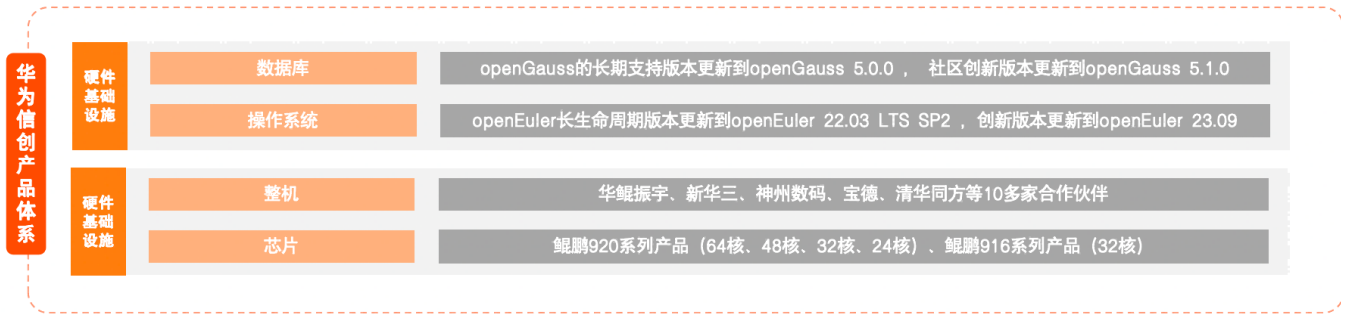 华为信创产品体系
硬件
基础
设施
数据库
openGauss的长期支持版本更新到openGauss 5.0.0 ， 社区创新版本更新到openGauss 5.1.0
操作系统
openEuler长生命周期版本更新到openEuler 22.03 LTS SP2 ，创新版本更新到openEuler 23.09
硬件
基础
设施
整机
华鲲振宇、新华三、神州数码、宝德、清华同方等10多家合作伙伴
芯片
鲲鹏920系列产品（64核、48核、32核、24核）、鲲鹏916系列产品（32核）